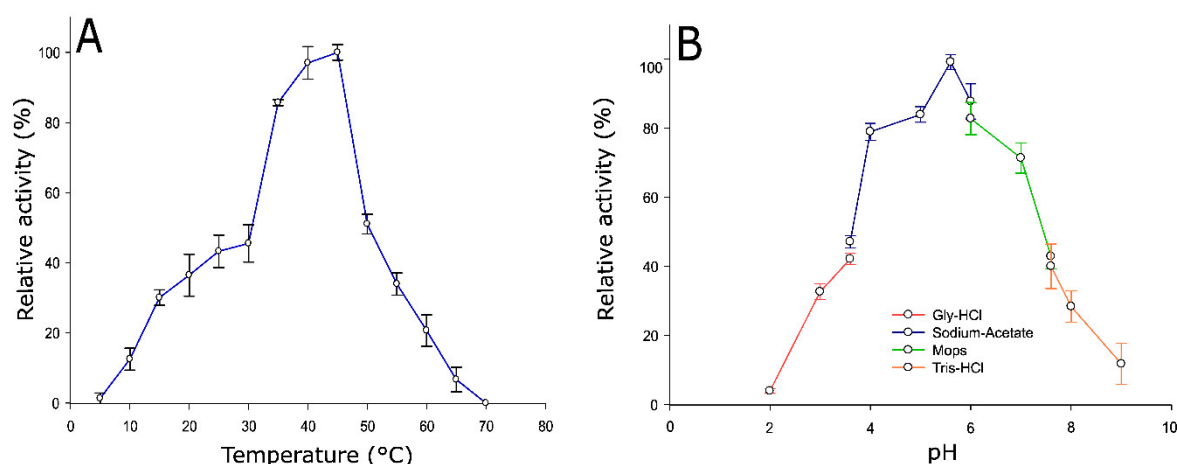 A
Relative activity (%)
100
80
60
40
20
0
0 10 20 30 40 50 60 70 80
Temperature (°C)
B
Relative activity (%)
100
80
60
40
20
0
Gly-HCl
Sodium-Acetate
Mops
Tris-HCl
0 2 4 6 8 10
pH